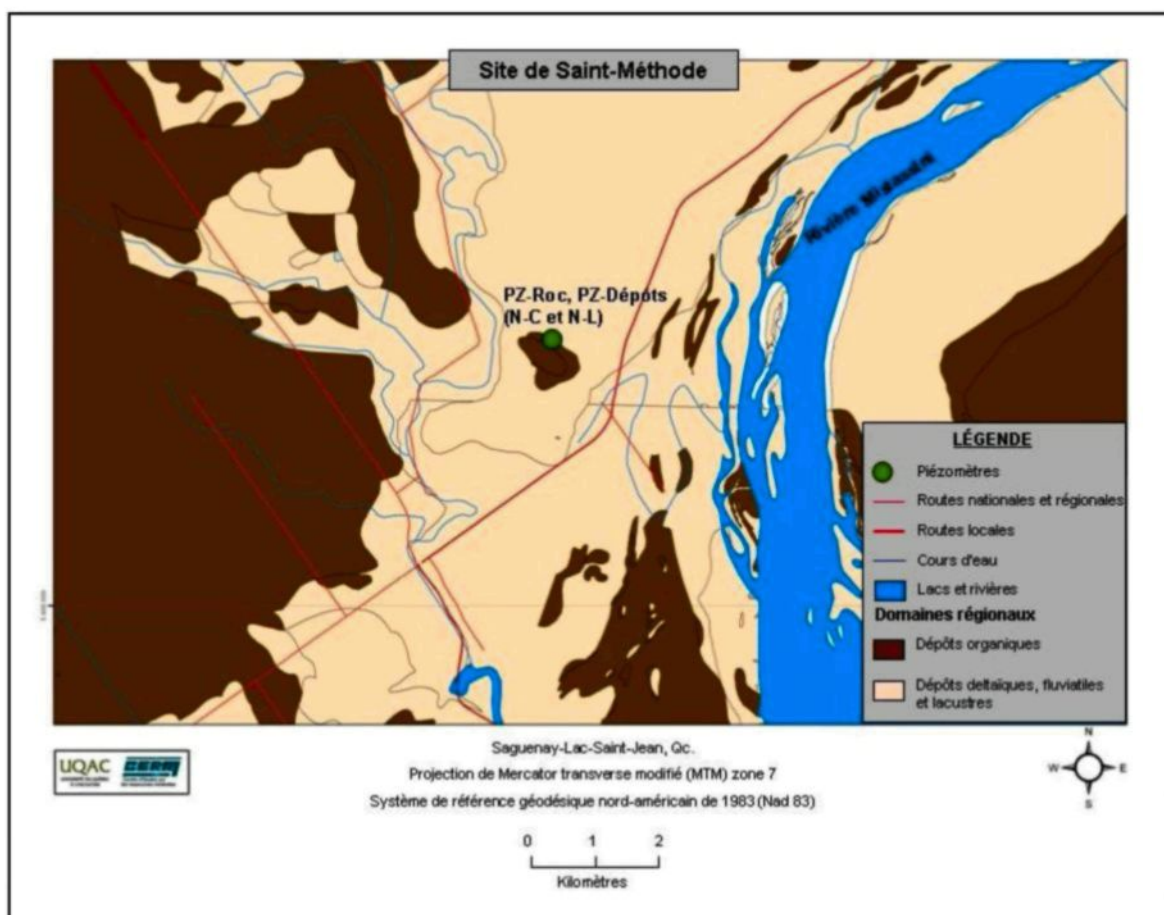 Site de Saint-Méthode
Rivière Mistassini
PZ-Roc, PZ-Dépôts
(N-C et N-L)
LÉGENDE
Piézomètres
Routes nationales et régionales
Routes locales
Cours d'eau
Lacs et rivières
Domaines régionaux
Dépôts organiques
Dépôts deltaïques, fluviatiles
et lacustres
N
W E
S
UQAC
CERM
Saguenay-Lac-Saint-Jean, Qc.
Projection de Mercator transverse modifié (MTM) zone 7
Système de référence géodésique nord-américain de 1983 (Nad 83)
0 1 2
Kilomètres